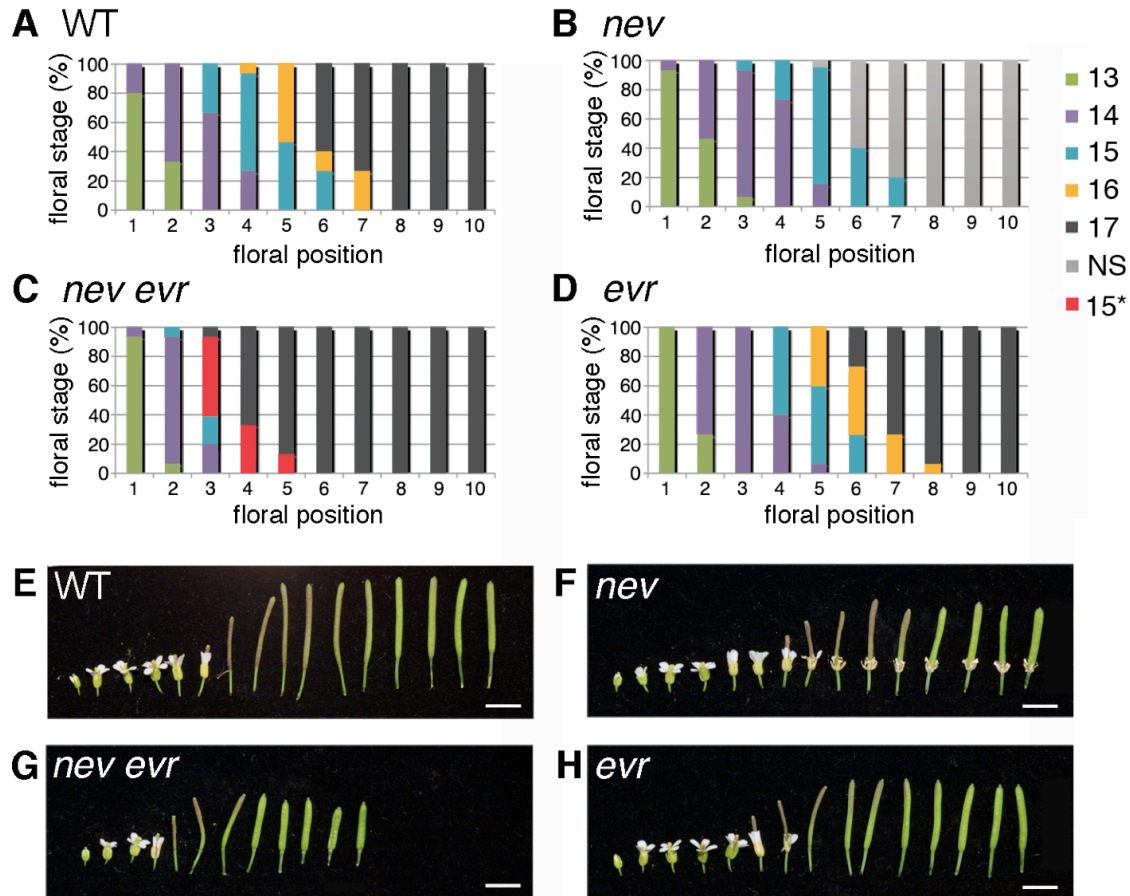 A WT
floral stage (%)
100
80
60
40
20
0
1 2 3 4 5 6 7 8 9 10
floral position
B nev
floral stage (%)
100
80
60
40
20
0
1 2 3 4 5 6 7 8 9 10
floral position
13
14
15
16
17
NS
15*
C nev evr
floral stage (%)
100
80
60
40
20
0
1 2 3 4 5 6 7 8 9 10
floral position
D evr
floral stage (%)
100
80
60
40
20
0
1 2 3 4 5 6 7 8 9 10
floral position
E WT
F nev
G nev evr
H evr